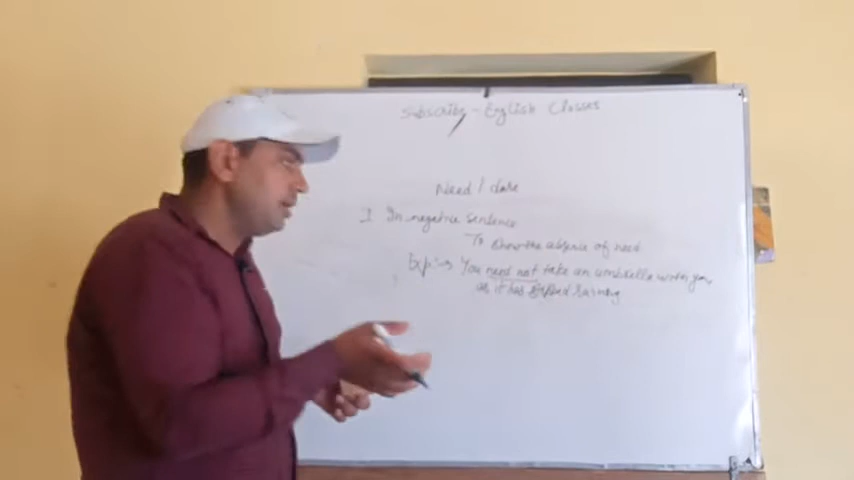 Subscribe - English Classes
Need / dare
I In negative sentence
To show the absence of need
Exp:→ You need not take an umbrella with you,
as it has stopped raining